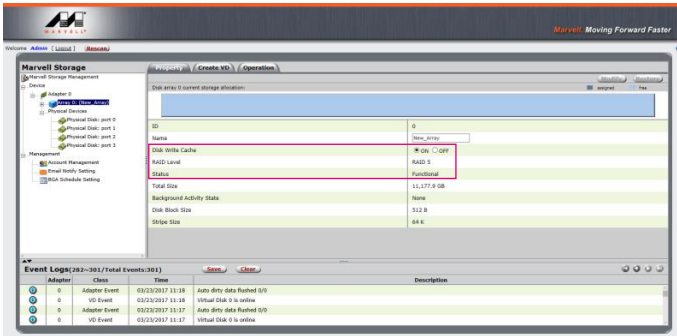 MARVELL
Marvell. Moving Forward Faster
Welcome Admin [ Logout ] Rescan
Marvell Storage
Property Create VD Operation
Marvell Storage Management
Device
Adapter 0
Array 0: (New_Array)
Physical Devices
Physical Disk: port 0
Physical Disk: port 1
Physical Disk: port 2
Physical Disk: port 3
Management
Account Management
Email Notify Setting
BGA Schedule Setting
Modify Restore
Disk array 0 current storage allocation: assigned free
ID 0
Name New_Array
Disk Write Cache ON OFF
RAID Level RAID 5
Status Functional
Total Size 11,177.9 GB
Background Activity State None
Disk Block Size 512 B
Stripe Size 64 K
Event Logs(282~301/Total Events:301) Save Clear
Adapter Class Time Description
0 Adapter Event 03/23/2017 11:18 Auto dirty data flushed 0/0
0 VD Event 03/23/2017 11:18 Virtual Disk 0 is online
0 Adapter Event 03/23/2017 11:17 Auto dirty data flushed 0/0
0 VD Event 03/23/2017 11:17 Virtual Disk 0 is online